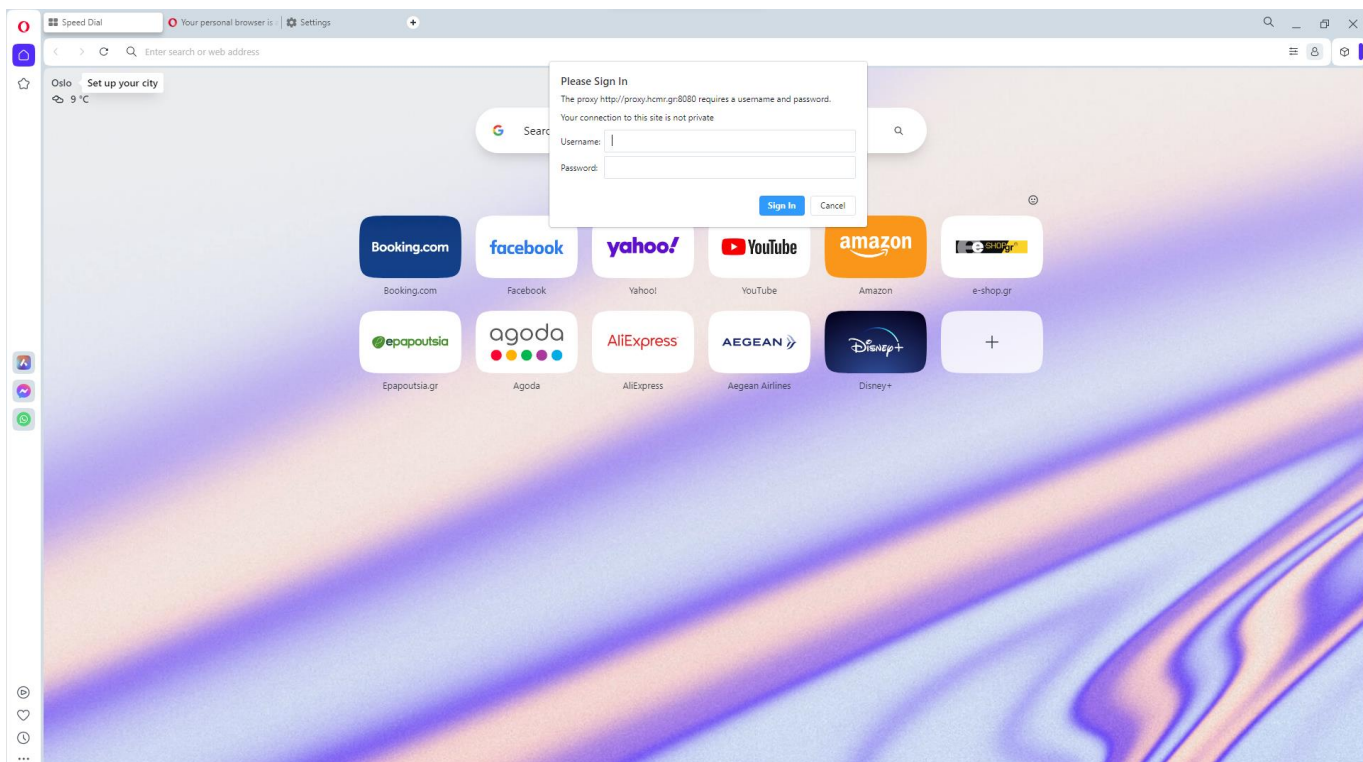 Speed Dial
Your personal browser is
Settings
Enter search or web address
Oslo
Set up your city
9 °C
Please Sign In
The proxy http://proxy.hcmr.gr:8080 requires a username and password.
Your connection to this site is not private
Username:
Password:
Sign In
Cancel
Searc
Booking.com
facebook
yahoo!
YouTube
amazon
e-SHOP.gr
Booking.com
Facebook
Yahoo!
YouTube
Amazon
e-shop.gr
epapoutsia
agoda
AliExpress
AEGEAN
Disney+
Epapoutsia.gr
Agoda
AliExpress
Aegean Airlines
Disney+